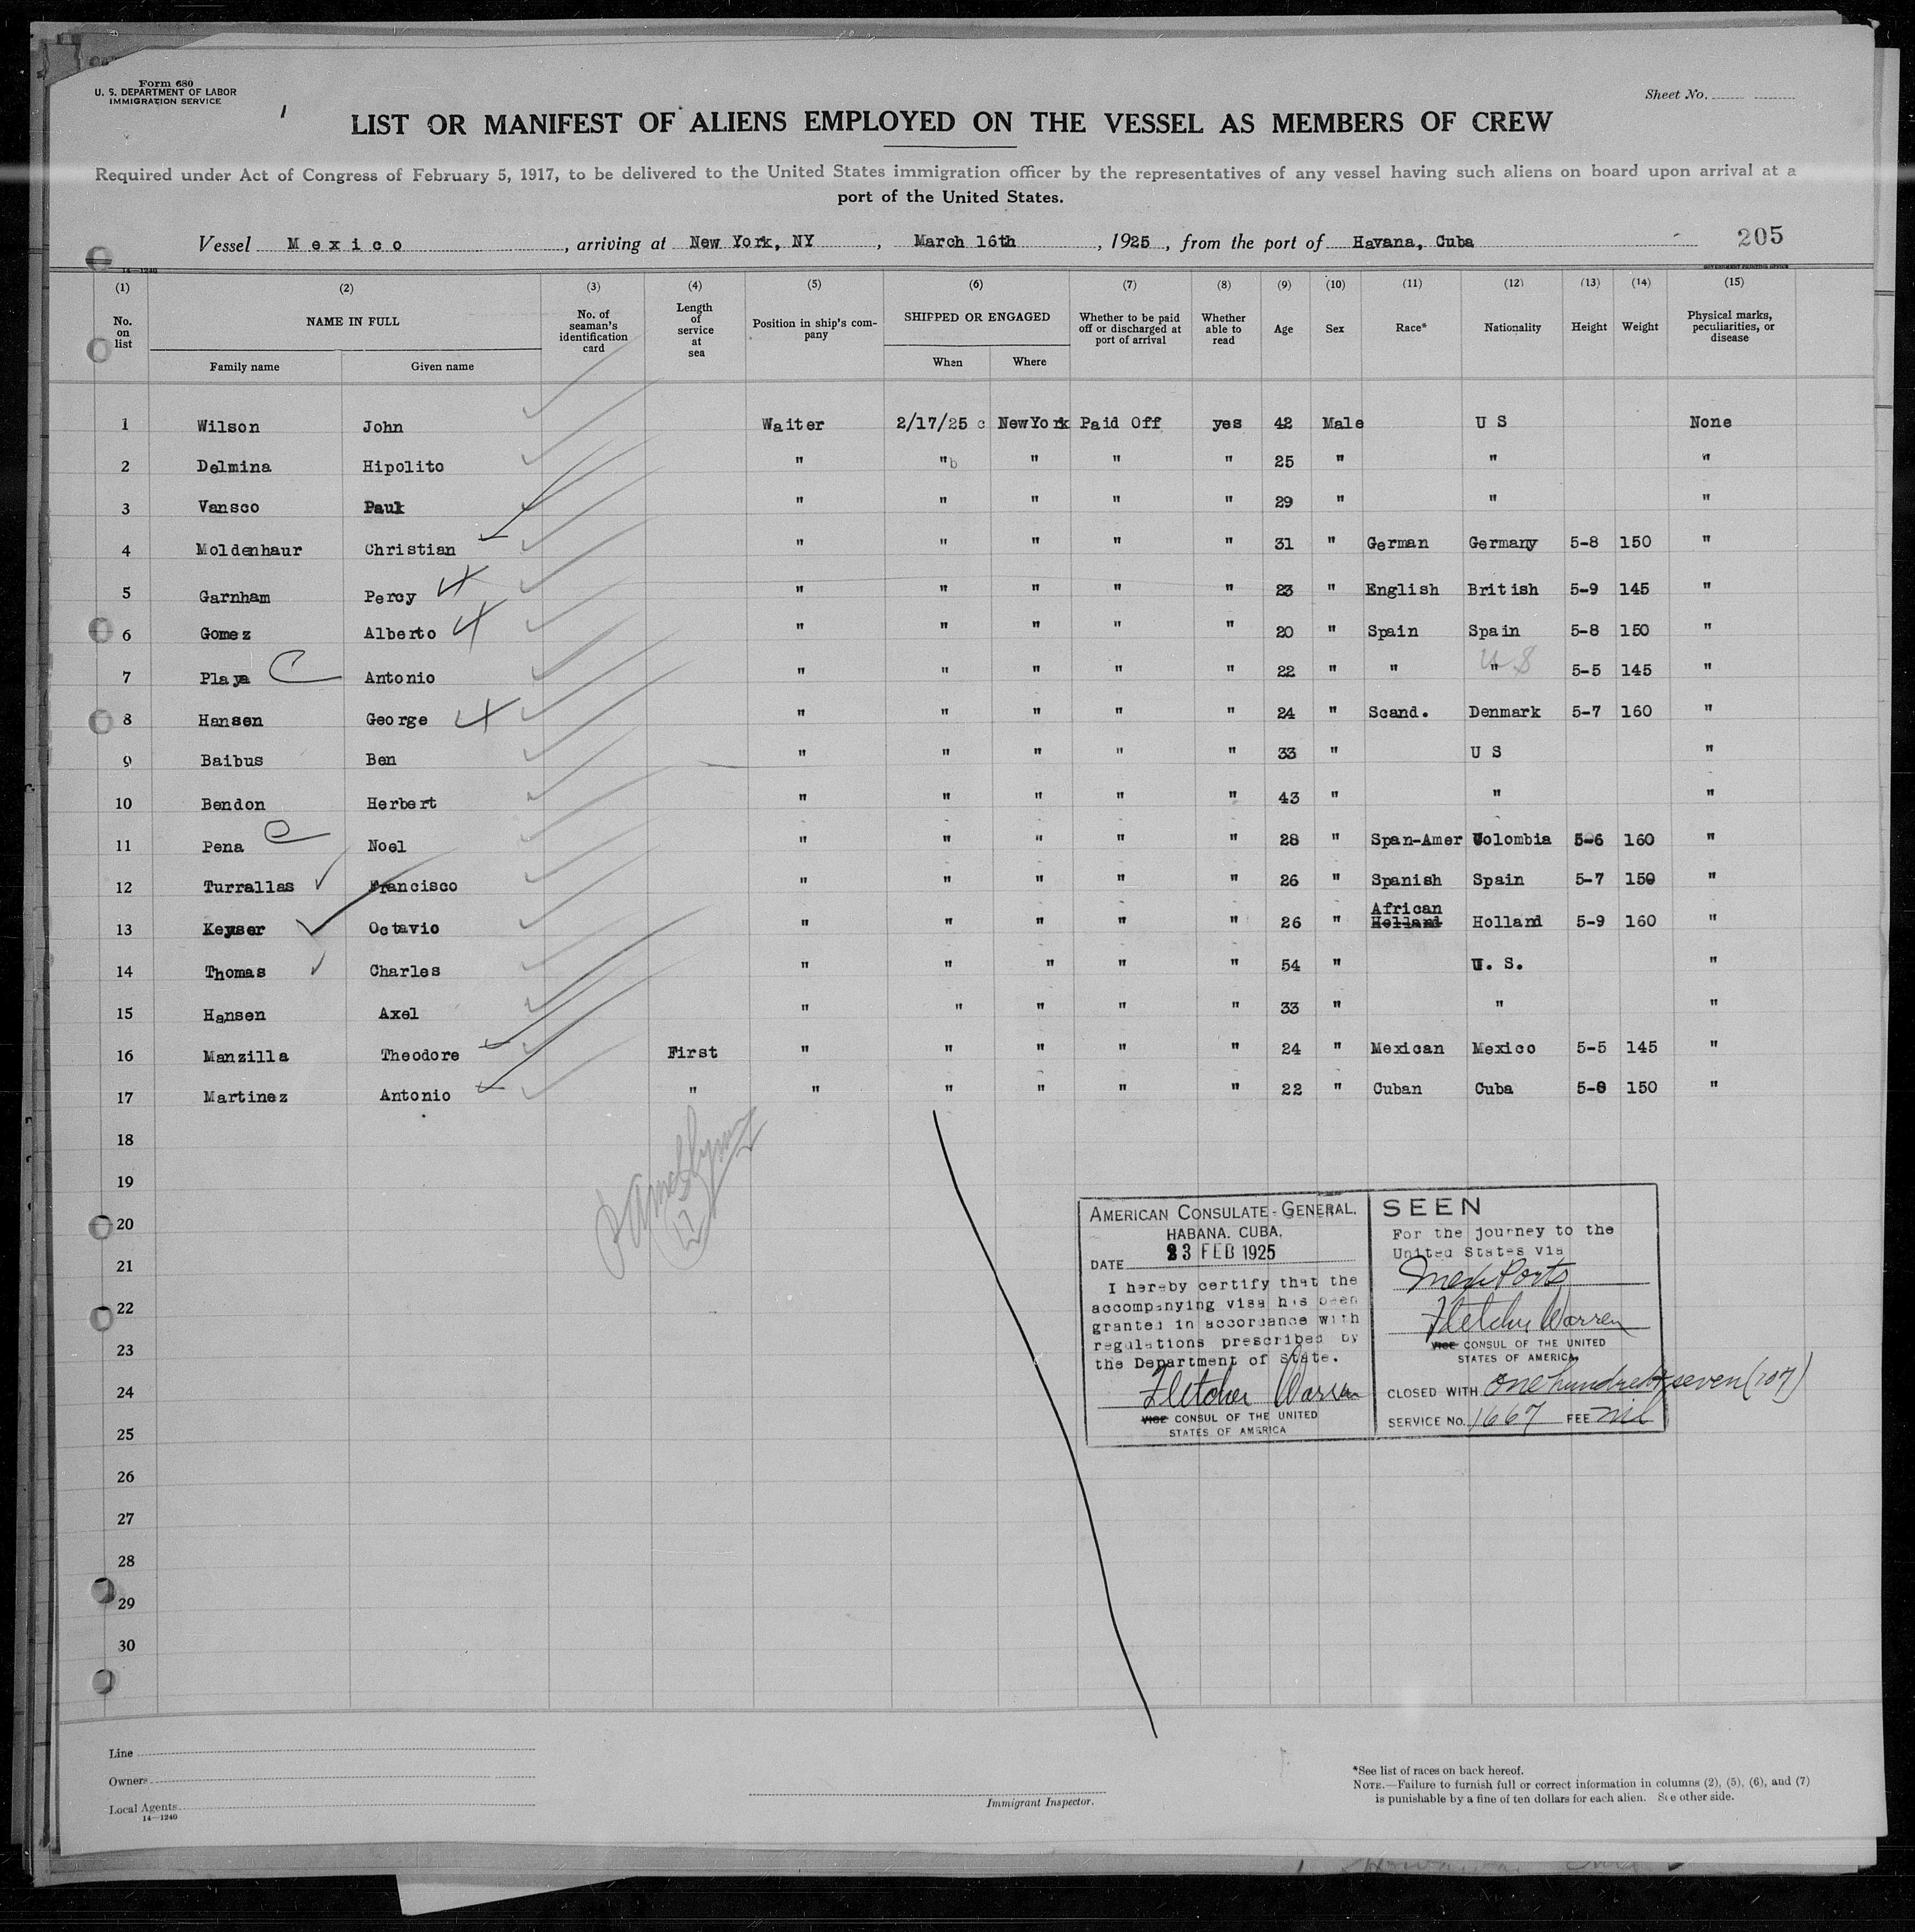 Form 680
U. S. DEPARTMENT OF LABOR
IMMIGRATION SERVICE
Sheet No.
LIST OR MANIFEST OF ALIENS EMPLOYED ON THE VESSEL AS MEMBERS OF CREW
Required under Act of Congress of February 5, 1917, to be delivered to the United States immigration officer by the representatives of any vessel having such aliens on board upon arrival at a
port of the United States.
Vessel Mexico, arriving at New York, NY, March 16th, 1925, from the port of Havana, Cuba 205
14—1240 GOVERNMENT PRINTING OFFICE
(1) (2) (3) (4) (5) (6) (7) (8) (9) (10) (11) (12) (13) (14) (15)
No. on list NAME IN FULL No. of seaman's identification card Length of service at sea Position in ship's company SHIPPED OR ENGAGED Whether to be paid off or discharged at port of arrival Whether able to read Age Sex Race* Nationality Height Weight Physical marks, peculiarities, or disease
Family name Given name When Where
1 Wilson John Waiter 2/17/25 c NewYork Paid Off yes 42 Male U S None
2 Delmina Hipolito " "b " " " 25 " " "
3 Vansco Paul " " " " " 29 " " "
4 Moldenhaur Christian " " " " " 31 " German Germany 5-8 150 "
5 Garnham Percy " " " " " 23 " English British 5-9 145 "
6 Gomez Alberto " " " " " 20 " Spain Spain 5-8 150 "
7 Playa C Antonio " " " " " 22 " " " U S 5-5 145 "
8 Hansen George " " " " " 24 " Scand. Denmark 5-7 160 "
9 Baibus Ben " " " " " 33 " U S "
10 Bendon Herbert " " " " " 43 " " "
11 Pena C Noel " " " " " 28 " Span-Amer Colombia 5-6 160 "
12 Turrallas Francisco " " " " " 26 " Spanish Spain 5-7 150 "
African
13 Keyser Octavio " " " " " 26 " Holland Holland 5-9 160 "
14 Thomas Charles " " " " " 54 " U. S. "
15 Hansen Axel " " " " " 33 " " "
16 Manzilla Theodore First " " " " " 24 " Mexican Mexico 5-5 145 "
17 Martinez Antonio " " " " " " 22 " Cuban Cuba 5-8 150 "
18
19
20
21
22
23
24
25
26
27
28
29
30
17
AMERICAN CONSULATE-GENERAL,
HABANA. CUBA.
DATE 23 FEB 1925
I hereby certify that the
accompanying visa has been
granted in accordance with
regulations prescribed by
the Department of State.
Fletcher Warren
VICE CONSUL OF THE UNITED
STATES OF AMERICA
SEEN
For the journey to the
United States via
Mex Ports
Fletcher Warren
VICE CONSUL OF THE UNITED
STATES OF AMERICA
CLOSED WITH One hundred & seven (107)
SERVICE NO. 1667 FEE nil
Line
Owners
Local Agents
14—1240
Immigrant Inspector.
*See list of races on back hereof.
NOTE.—Failure to furnish full or correct information in columns (2), (5), (6), and (7)
is punishable by a fine of ten dollars for each alien. See other side.